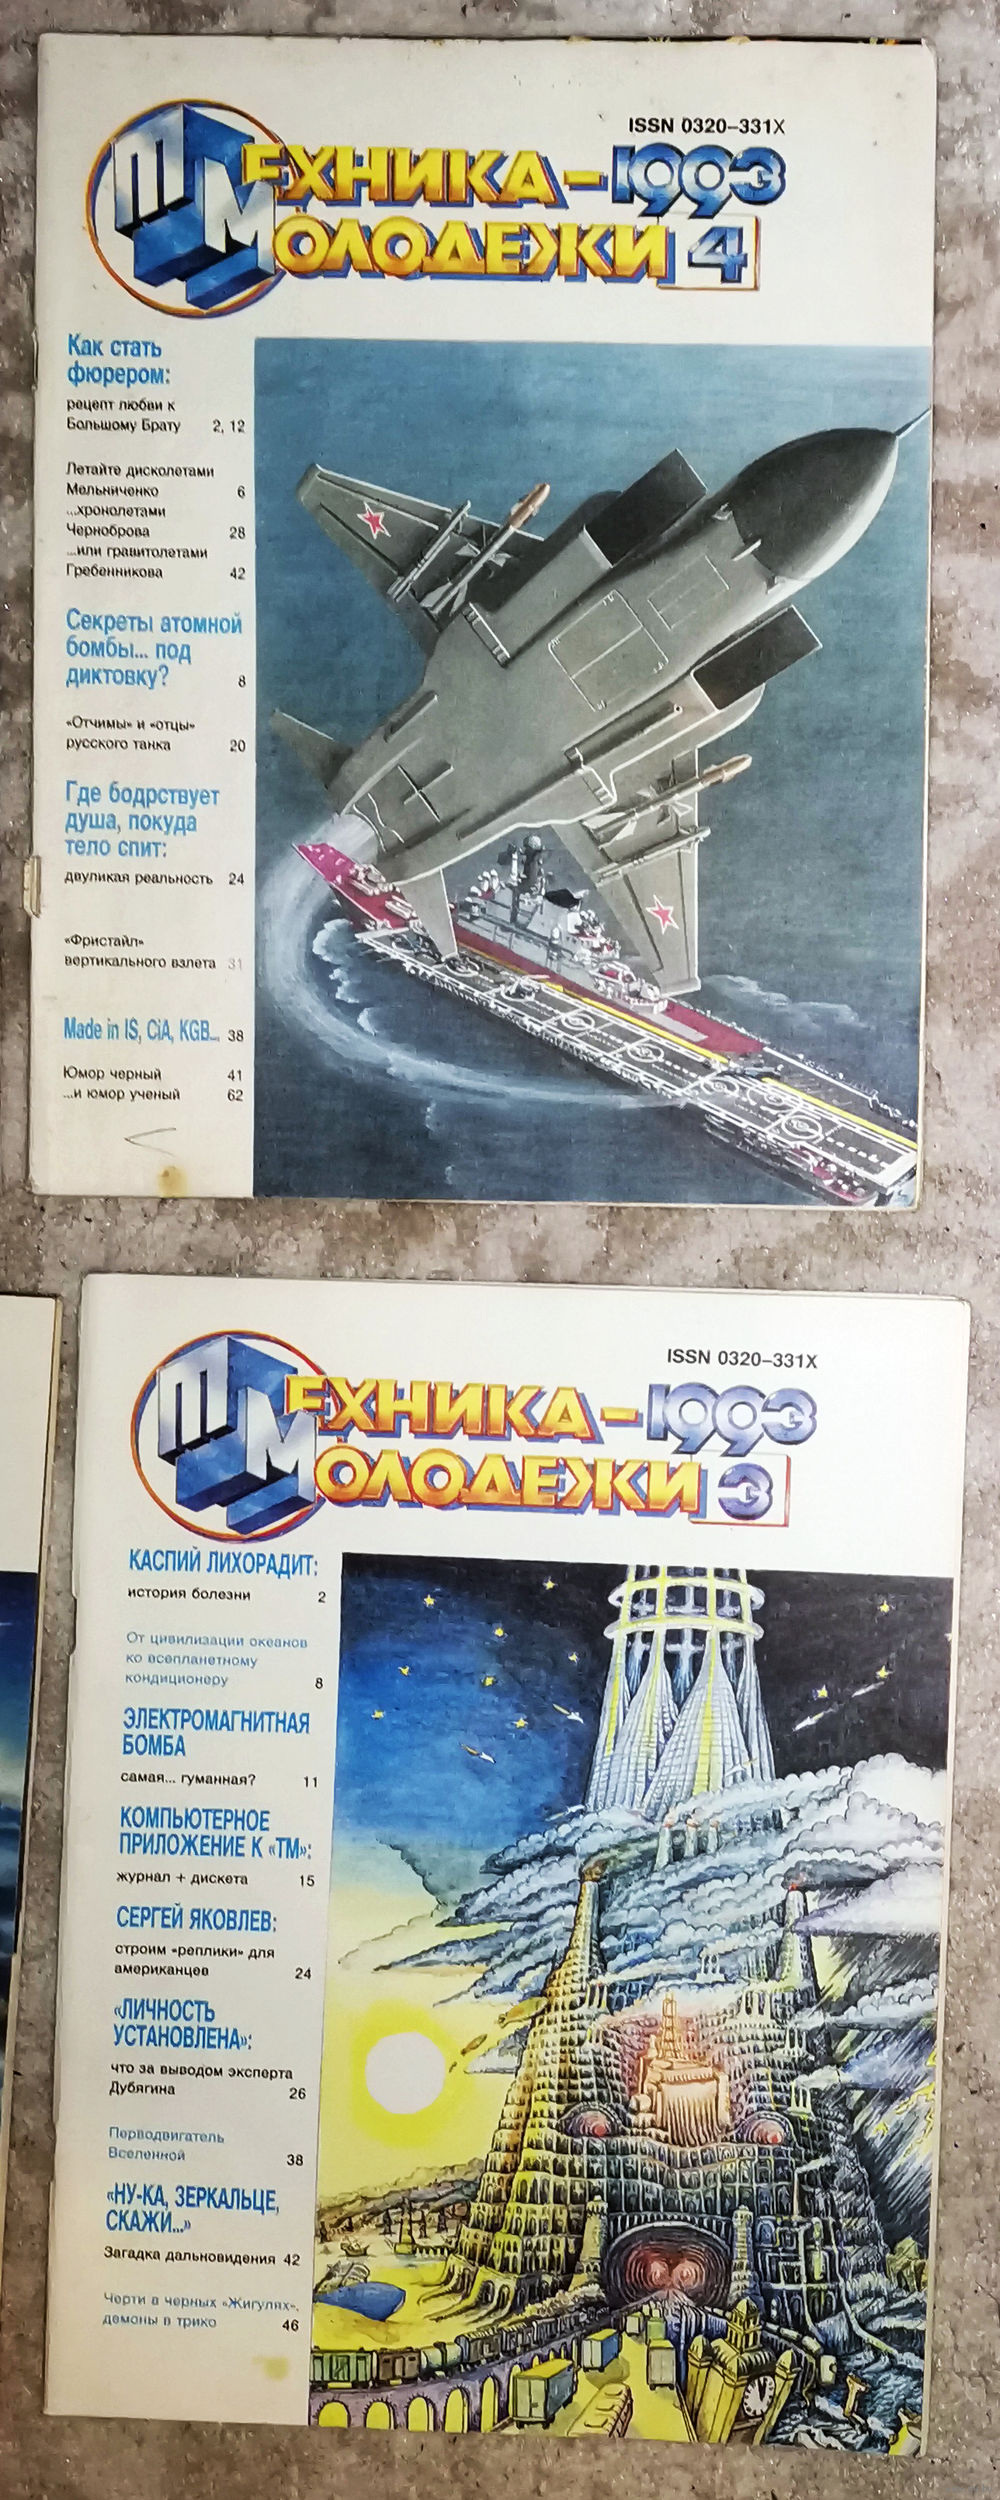 ISSN 0320-331X
ТЕХНИКА-1993
МОЛОДЕЖИ 4
Как стать
фюрером:
рецепт любви к
Большому Брату 2, 12
Летайте дисколетами
Мельниченко 6
...хронолетами
Черноброва 28
...или гравитолетами
Гребенникова 42
Секреты атомной
бомбы... под
диктовку? 8
«Отчимы» и «отцы»
русского танка 20
Где бодрствует
душа, покуда
тело спит:
двуликая реальность 24
«Фристайл»
вертикального взлета 31
Made in IS, CiA, KGB... 38
Юмор черный 41
...и юмор ученый 62
ISSN 0320-331X
ТЕХНИКА-1993
МОЛОДЕЖИ 3
КАСПИЙ ЛИХОРАДИТ:
история болезни 2
От цивилизации океанов
ко всепланетному
кондиционеру 8
ЭЛЕКТРОМАГНИТНАЯ
БОМБА
самая... гуманная? 11
КОМПЬЮТЕРНОЕ
ПРИЛОЖЕНИЕ К «ТМ»:
журнал + дискета 15
СЕРГЕЙ ЯКОВЛЕВ:
строим «реплики» для
американцев 24
«ЛИЧНОСТЬ
УСТАНОВЛЕНА»:
что за выводом эксперта
Дубягина 26
Перводвигатель
Вселенной 38
«НУ-КА, ЗЕРКАЛЬЦЕ,
СКАЖИ...»
Загадка дальновидения 42
Черти в черных «Жигулях»,
демоны в трико 46